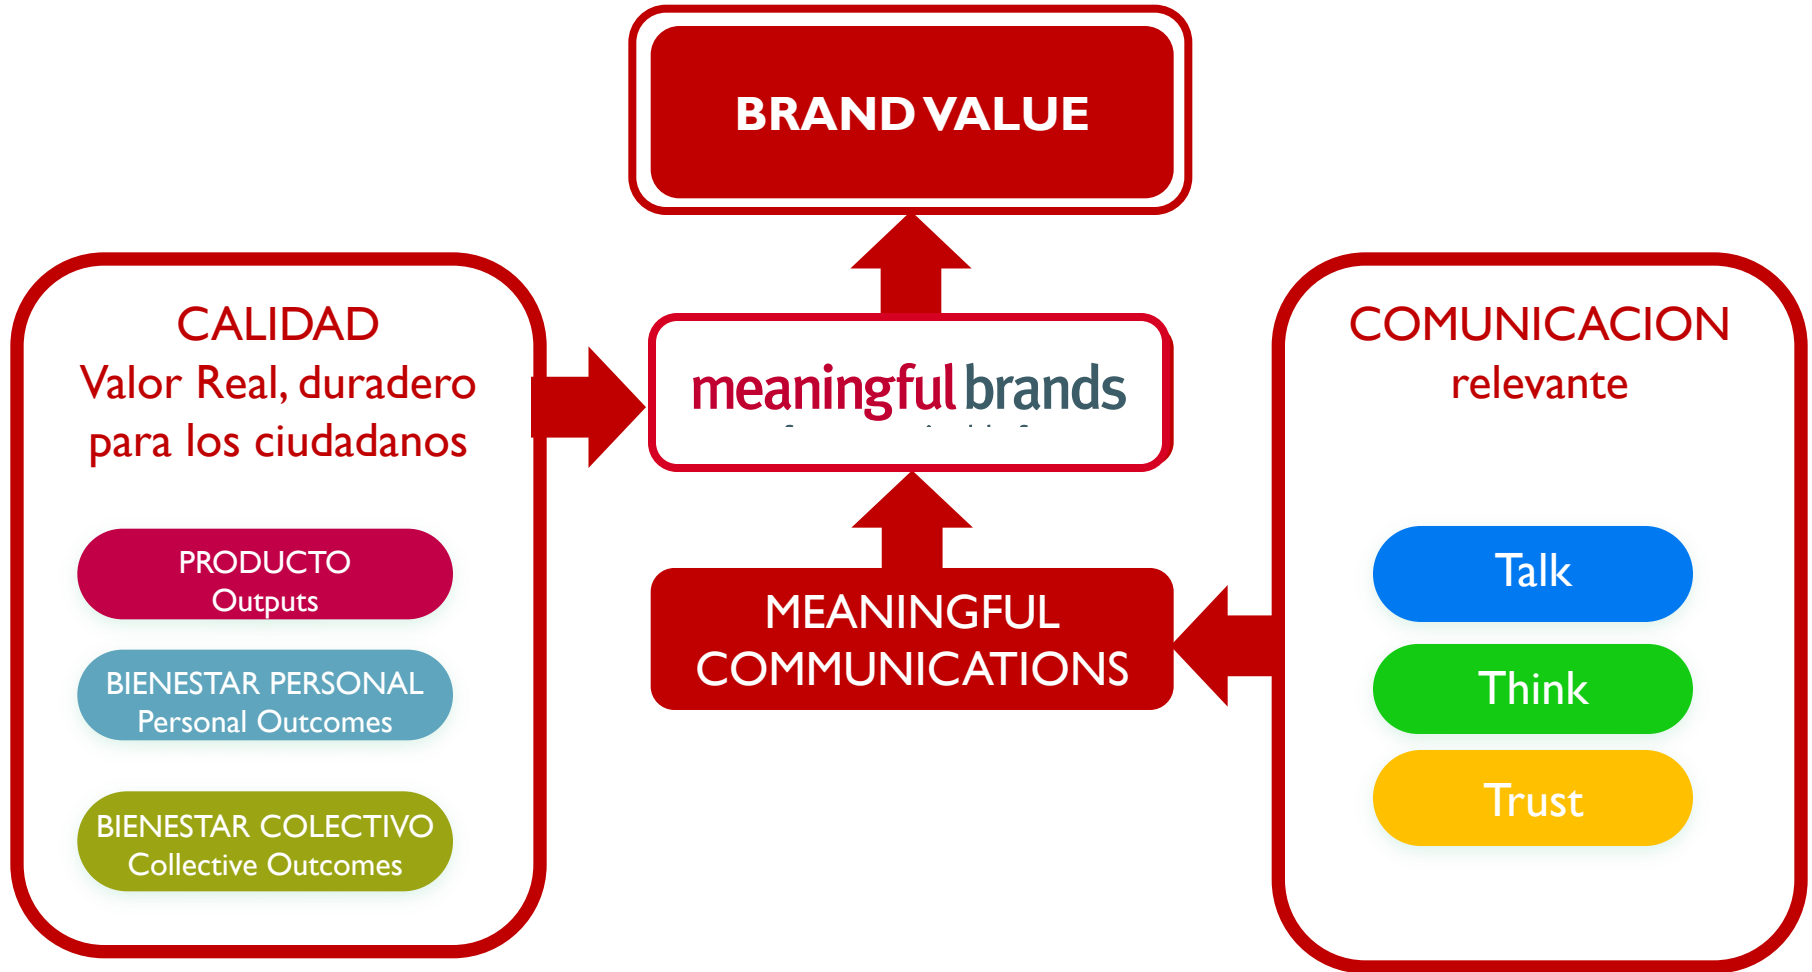 BRAND VALUE
CALIDAD
Valor Real, duradero
para los ciudadanos
PRODUCTO
Outputs
BIENESTAR PERSONAL
Personal Outcomes
BIENESTAR COLECTIVO
Collective Outcomes
meaningful brands
MEANINGFUL
COMMUNICATIONS
COMUNICACION
relevante
Talk
Think
Trust